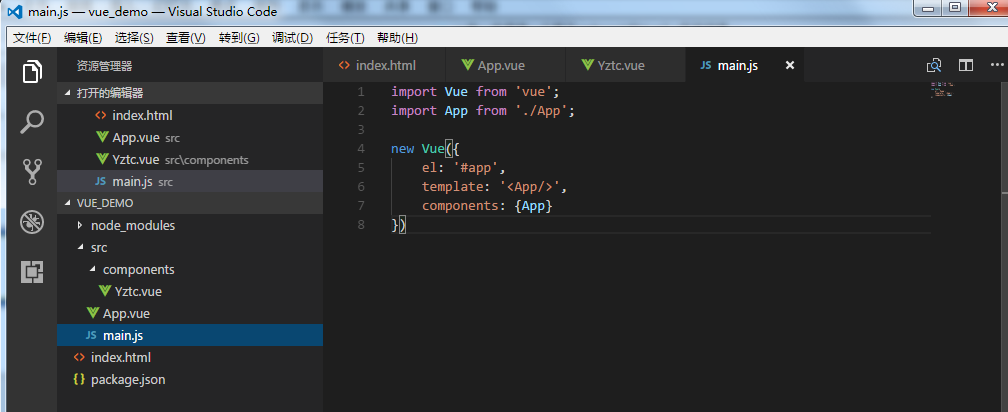 main.js — vue_demo — Visual Studio Code
文件(F) 编辑(E) 选择(S) 查看(V) 转到(G) 调试(D) 任务(T) 帮助(H)
资源管理器
index.html App.vue Yztc.vue JS main.js
打开的编辑器
index.html
App.vue src
Yztc.vue src\components
JS main.js src
VUE_DEMO
node_modules
src
components
Yztc.vue
App.vue
JS main.js
index.html
{} package.json
1 import Vue from 'vue';
2 import App from './App';
3
4 new Vue({
5 el: '#app',
6 template: '<App/>',
7 components: {App}
8 })